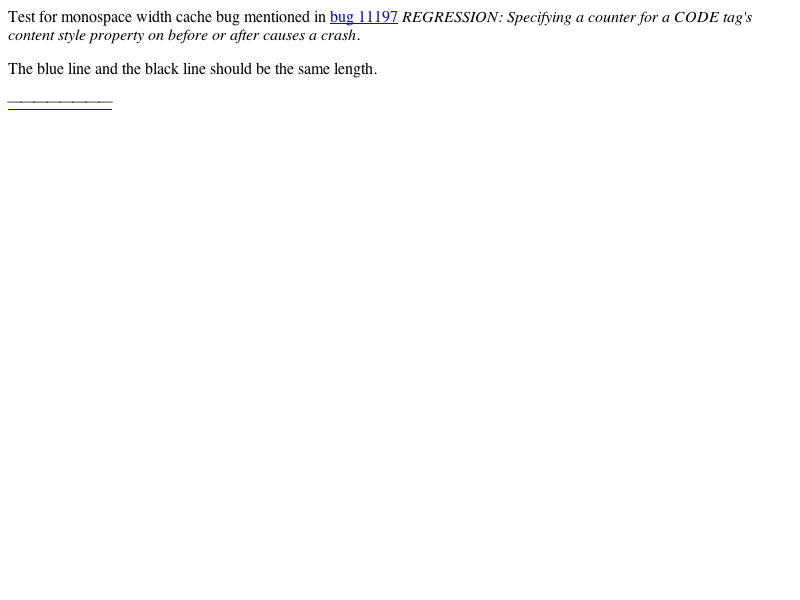 Test for monospace width cache bug mentioned in bug 11197 REGRESSION: Specifying a counter for a CODE tag's
content style property on before or after causes a crash.
The blue line and the black line should be the same length.